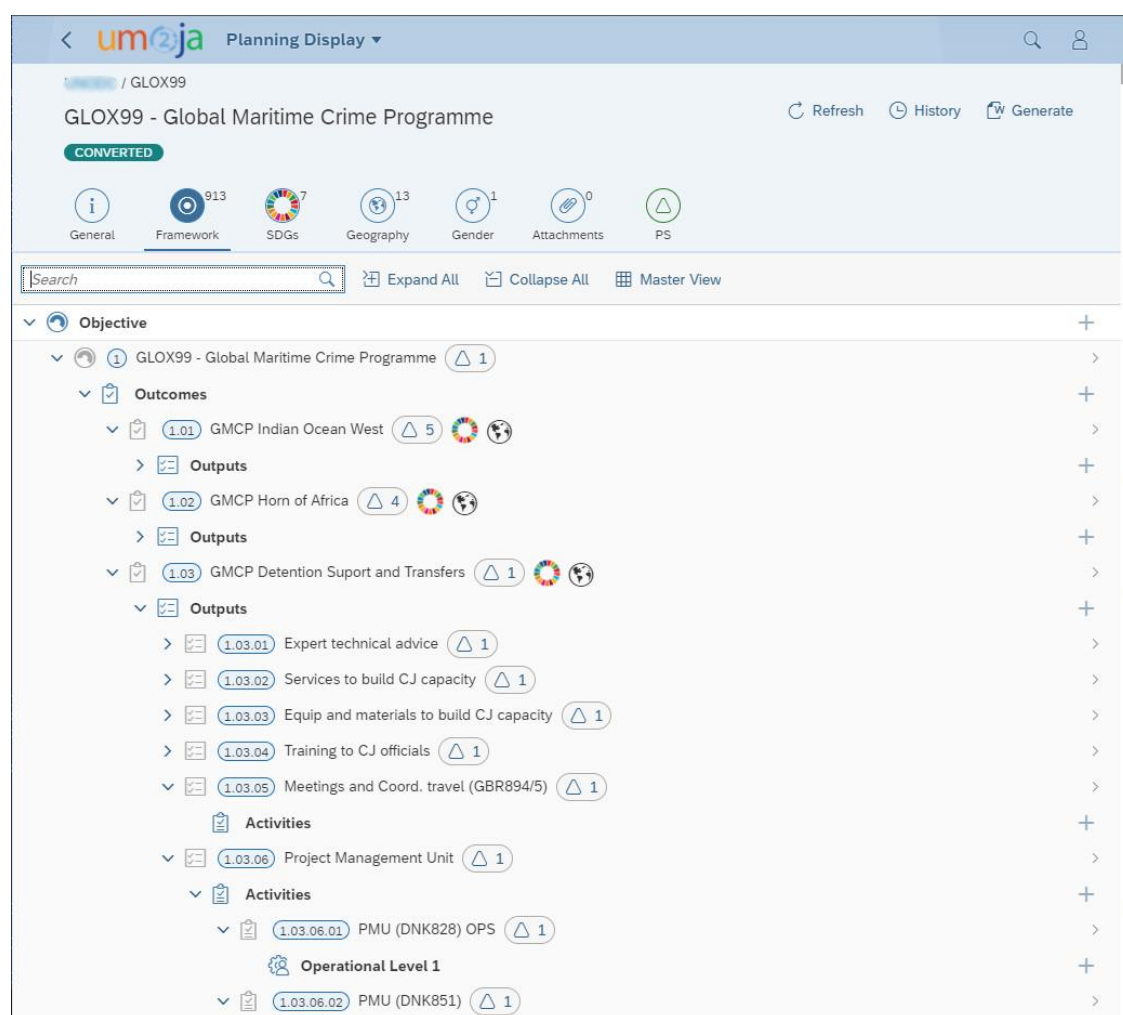 umoja Planning Display
/ GLOX99
GLOX99 - Global Maritime Crime Programme
Refresh History Generate
CONVERTED
913 7 13 1 0
General Framework SDGs Geography Gender Attachments PS
Search Expand All Collapse All Master View
Objective
1 GLOX99 - Global Maritime Crime Programme 1
Outcomes
1.01 GMCP Indian Ocean West 5
Outputs
1.02 GMCP Horn of Africa 4
Outputs
1.03 GMCP Detention Suport and Transfers 1
Outputs
1.03.01 Expert technical advice 1
1.03.02 Services to build CJ capacity 1
1.03.03 Equip and materials to build CJ capacity 1
1.03.04 Training to CJ officials 1
1.03.05 Meetings and Coord. travel (GBR894/5) 1
Activities
1.03.06 Project Management Unit 1
Activities
1.03.06.01 PMU (DNK828) OPS 1
Operational Level 1
1.03.06.02 PMU (DNK851) 1